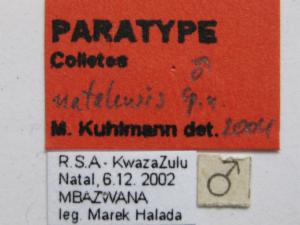 PARATYPE
Colletes ♂
natalensis sp. n.
M. Kuhlmann det. 2004
R.S.A - KwazaZulu
Natal, 6.12. 2002
MBAZWANA
leg. Marek Halada
♂